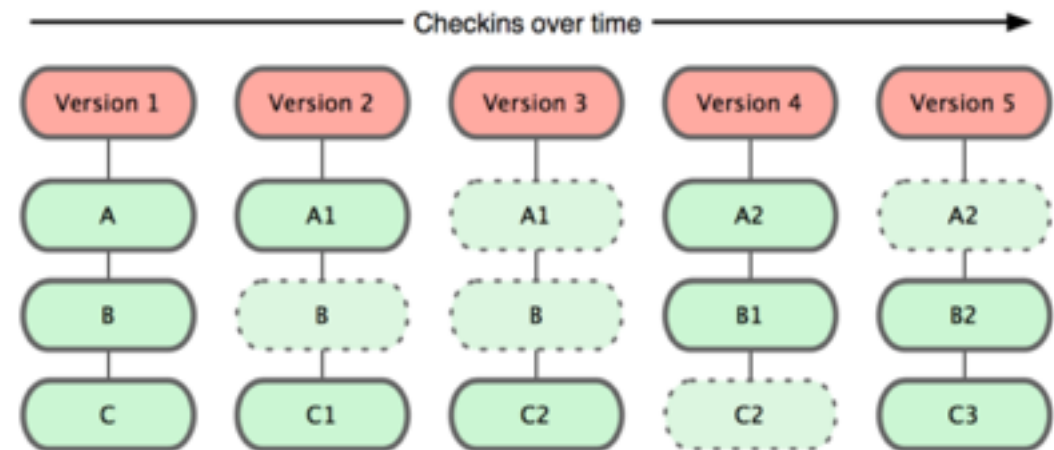 Checkins over time
Version 1 Version 2 Version 3 Version 4 Version 5
A A1 A1 A2 A2
B B B B1 B2
C C1 C2 C2 C3